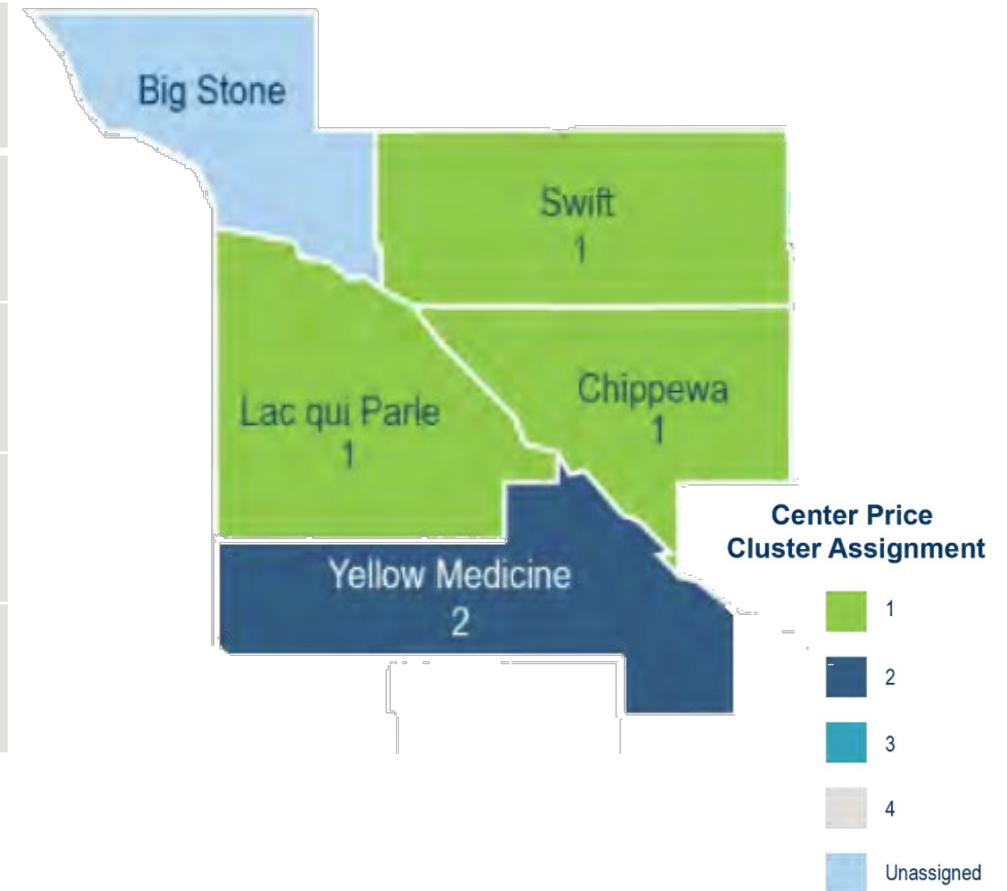 Big Stone
Swift
1
Lac qui Parle
1
Chippewa
1
Yellow Medicine
2
Center Price
Cluster Assignment
1
2
3
4
Unassigned